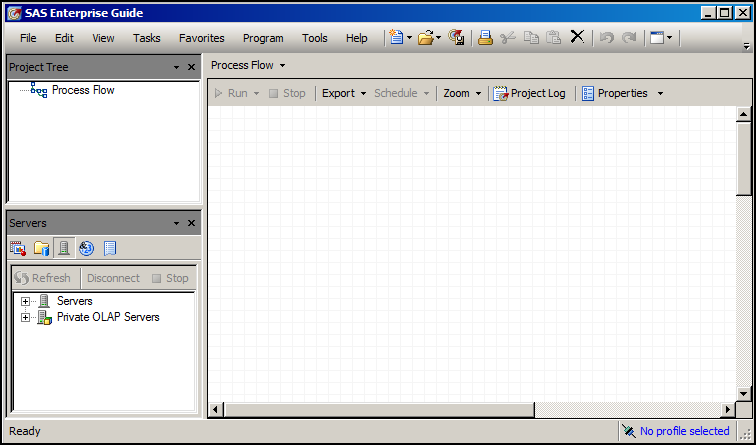 SAS Enterprise Guide
File Edit View Tasks Favorites Program Tools Help
Project Tree
Process Flow
Process Flow
Run Stop Export Schedule Zoom Project Log Properties
Servers
Refresh Disconnect Stop
Servers
Private OLAP Servers
Ready
No profile selected